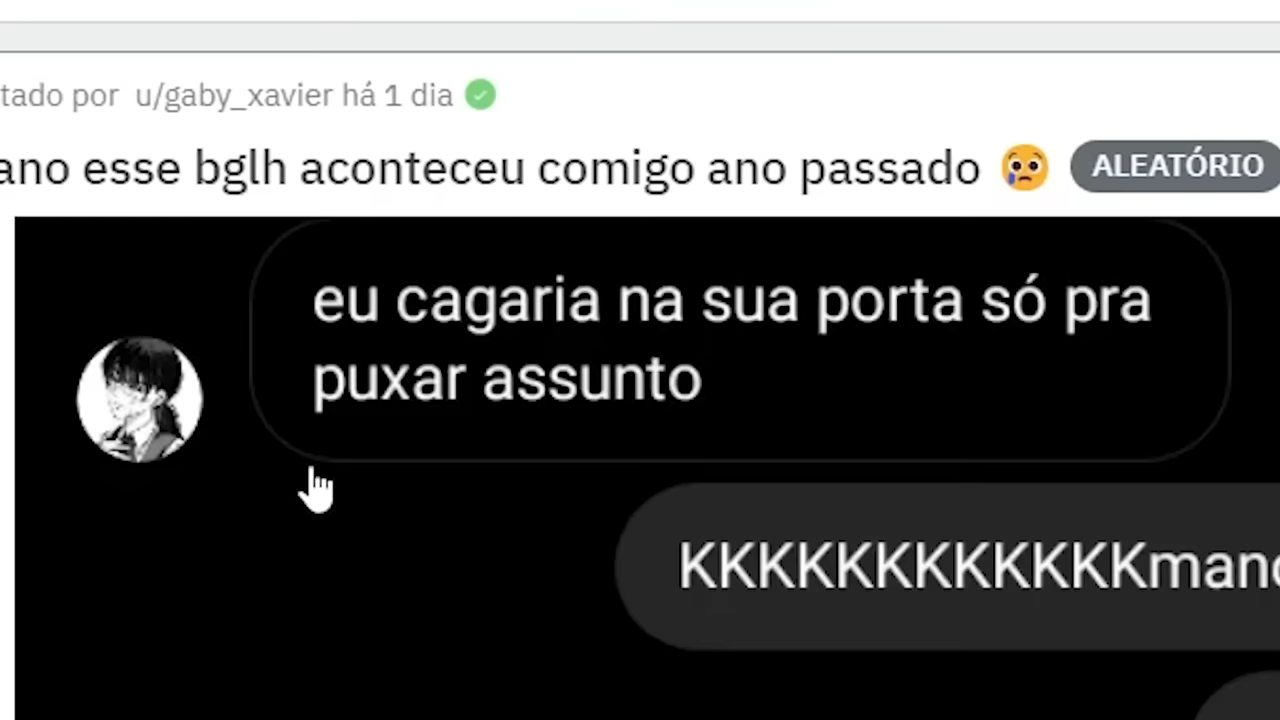 tado por u/gaby_xavier há 1 dia
ano esse bglh aconteceu comigo ano passado 😢 ALEATÓRIO
eu cagaria na sua porta só pra
puxar assunto
KKKKKKKKKKKKmano